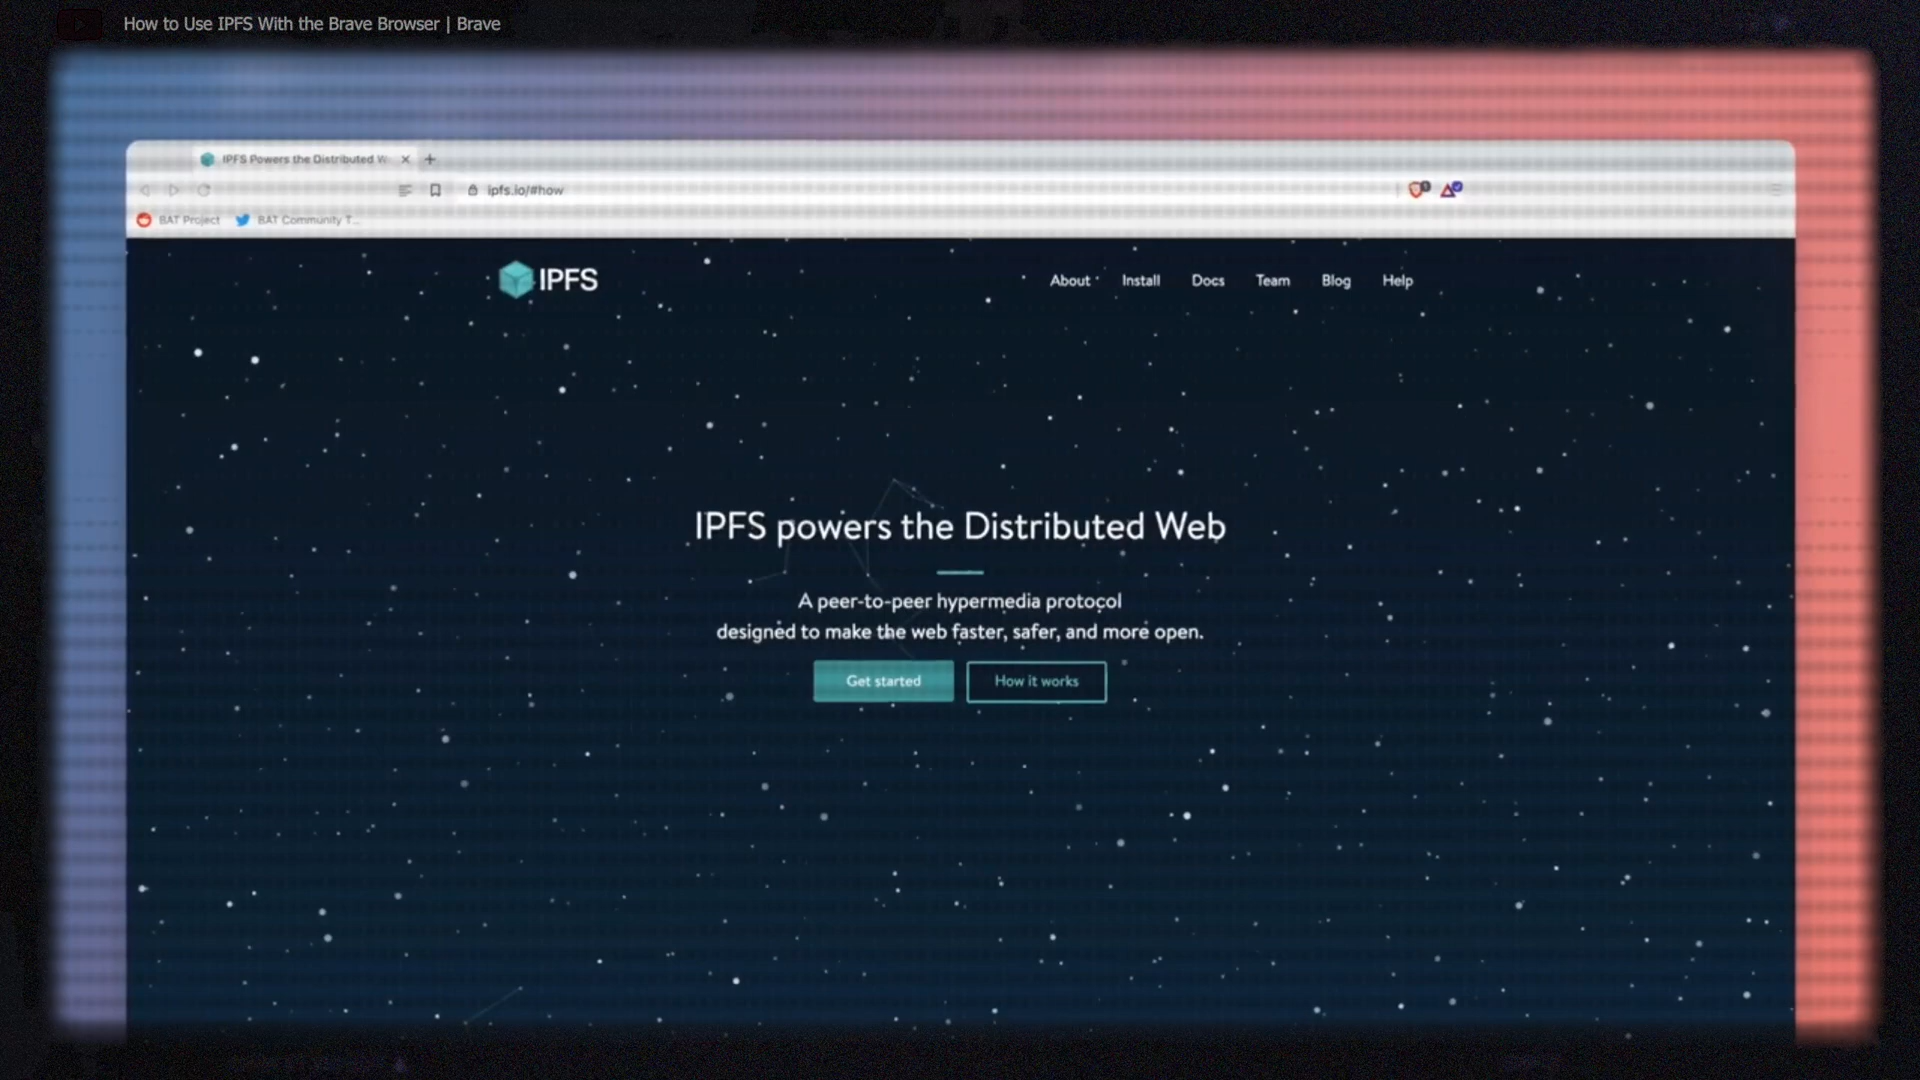 How to Use IPFS With the Brave Browser | Brave
IPFS Powers the Distributed W
ipfs.io/#how
BAT Project BAT Community T...
IPFS About Install Docs Team Blog Help
IPFS powers the Distributed Web
A peer-to-peer hypermedia protocol
designed to make the web faster, safer, and more open.
Get started How it works